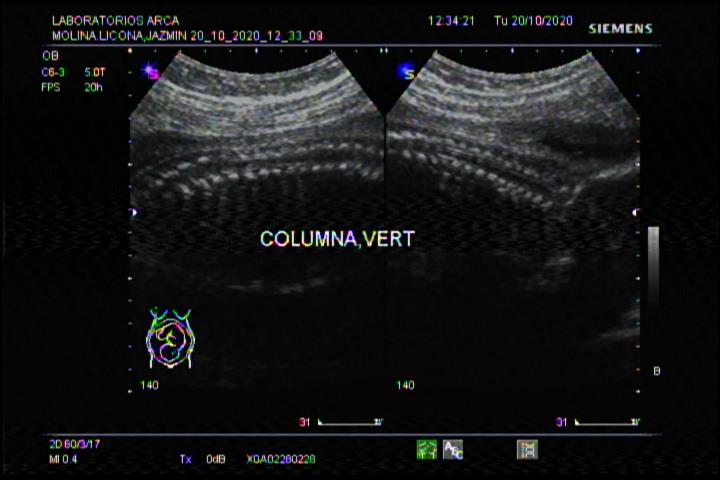 LABORATORIOS ARCA 12:34:21 Tu 20/10/2020
SIEMENS
MOLINA.LICONA,JAZMIN 20_10_2020_12_33_09
OB
C6-3 5.0T
FPS 20h
S S
COLUMNA,VERT
140 140
B
31 31
2D 60/3/17
MI 0.4 Tx 0dB X0A02280228
ABC